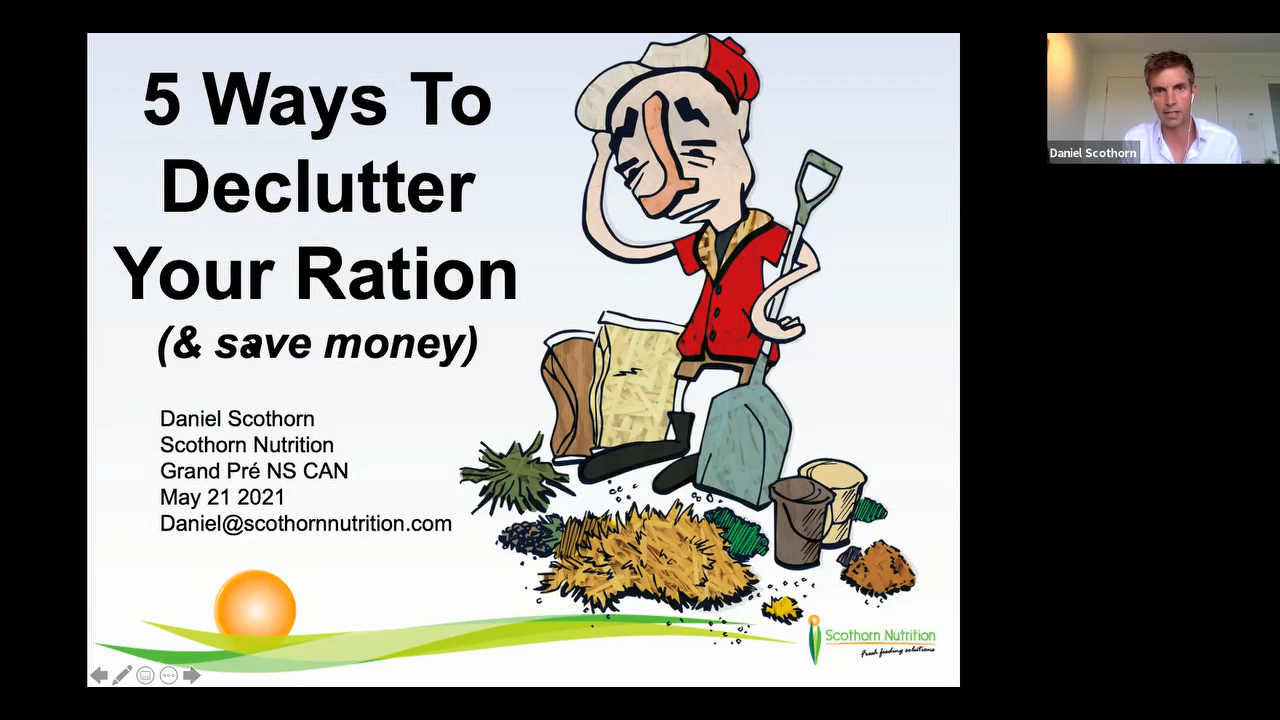 5 Ways To
Declutter
Your Ration
(& save money)
Daniel Scothorn
Scothorn Nutrition
Grand Pré NS CAN
May 21 2021
Daniel@scothornnutrition.com
Scothorn Nutrition
Fresh feeding solutions
Daniel Scothorn